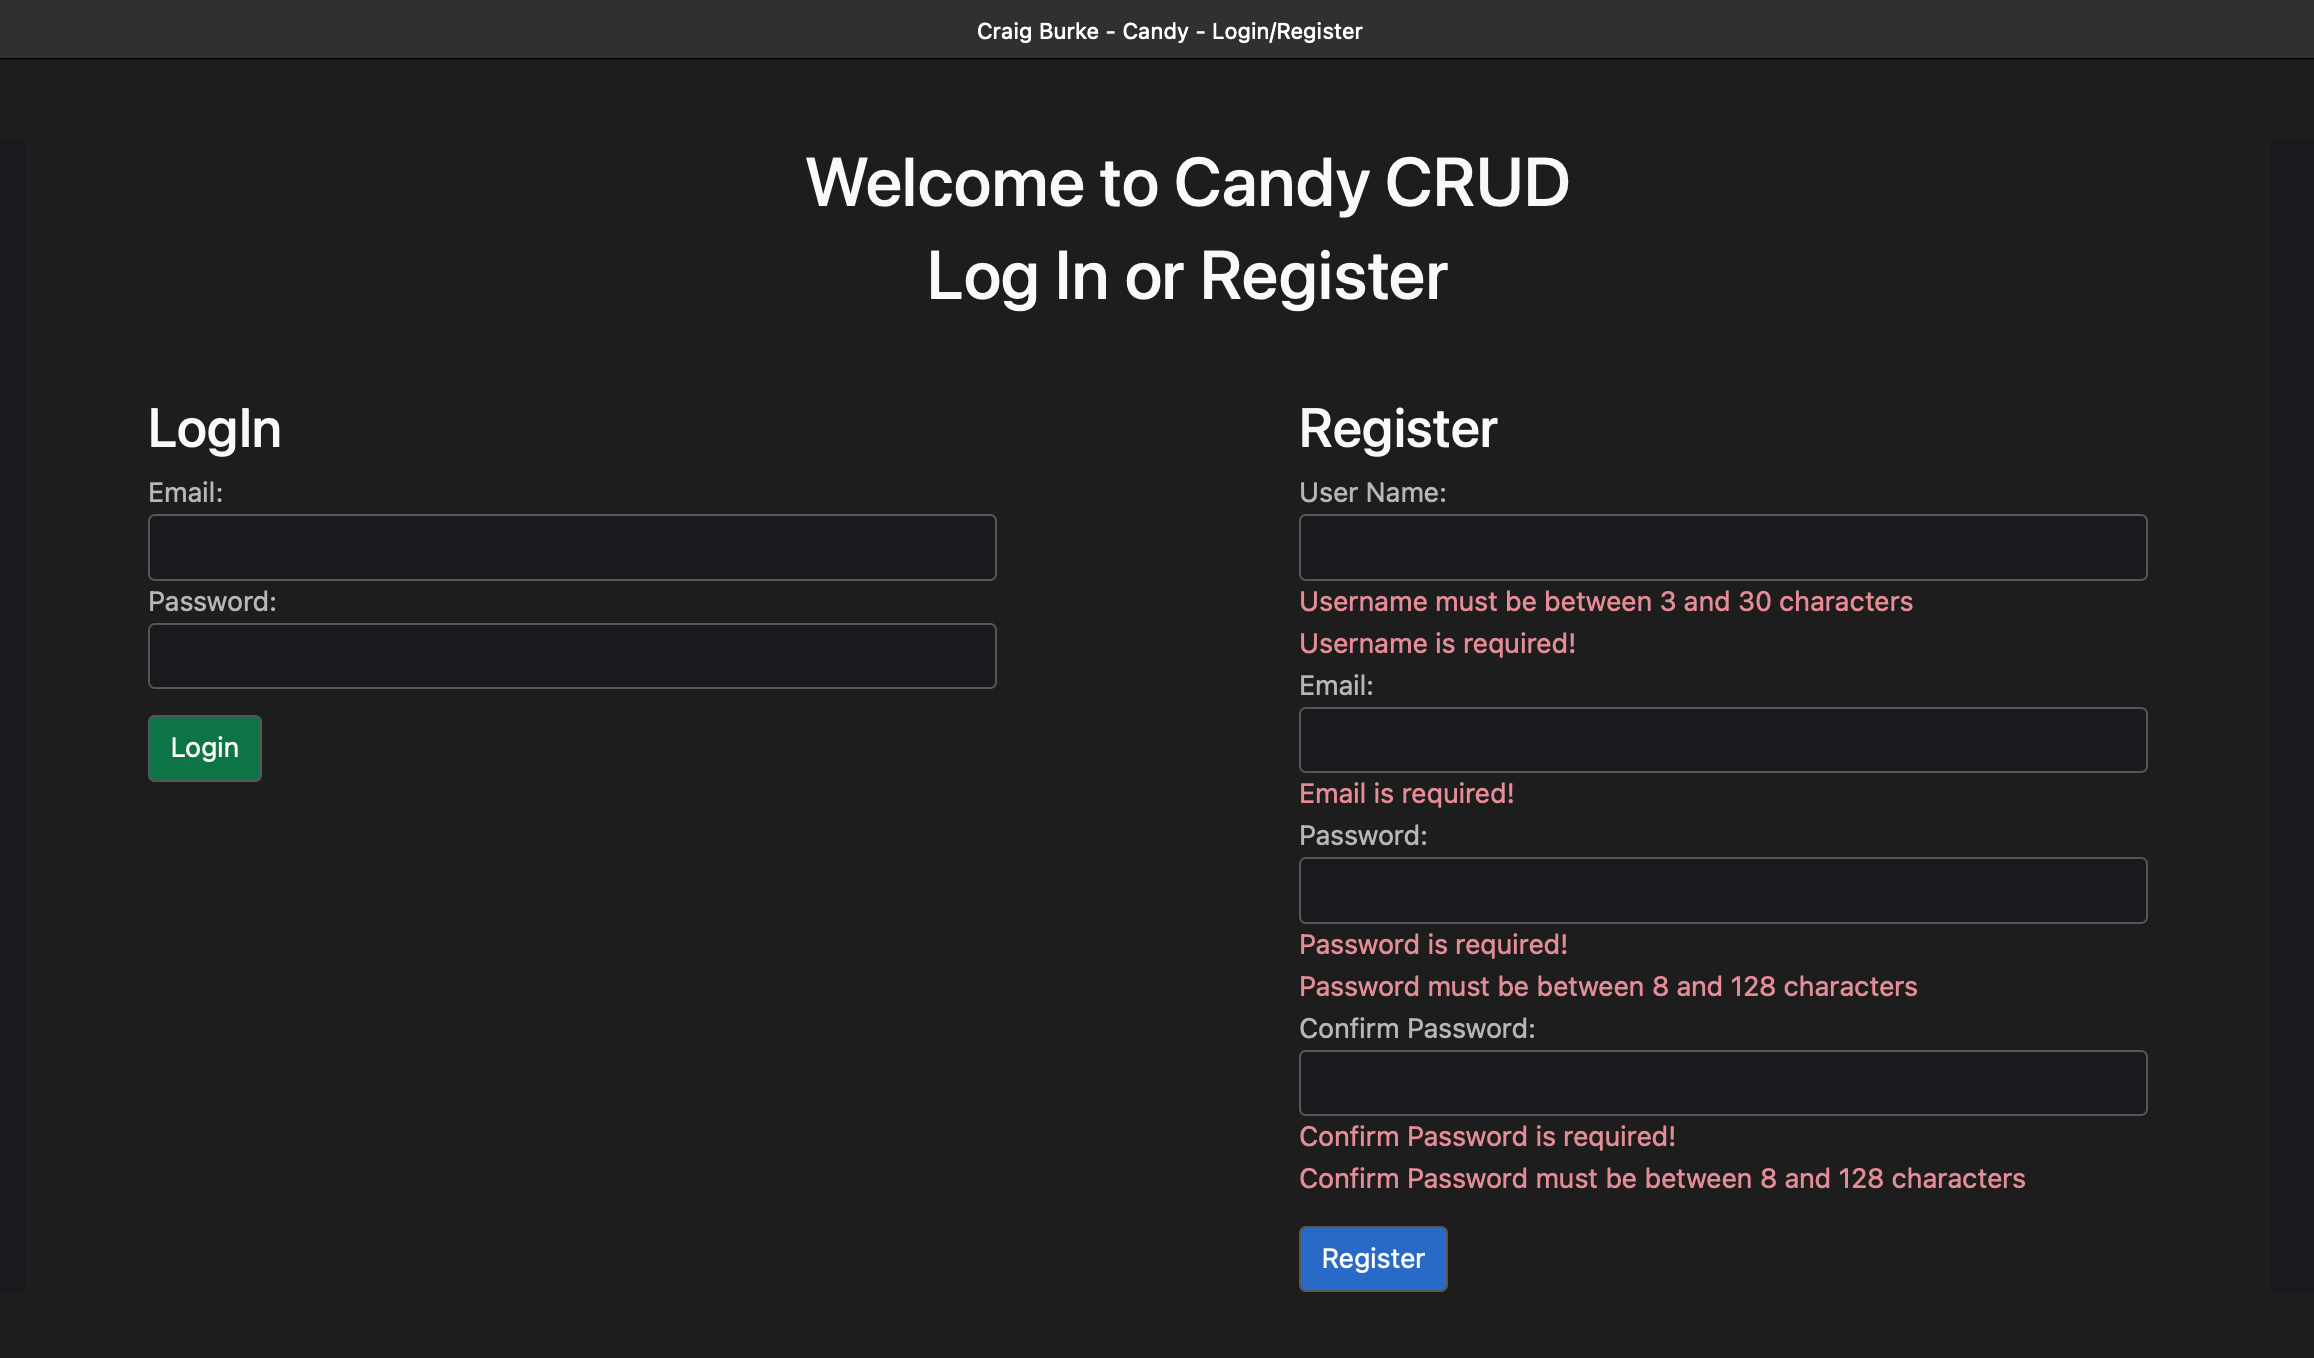 Craig Burke - Candy - Login/Register
Welcome to Candy CRUD
Log In or Register
LogIn
Email:
Password:
Login
Register
User Name:
Username must be between 3 and 30 characters
Username is required!
Email:
Email is required!
Password:
Password is required!
Password must be between 8 and 128 characters
Confirm Password:
Confirm Password is required!
Confirm Password must be between 8 and 128 characters
Register